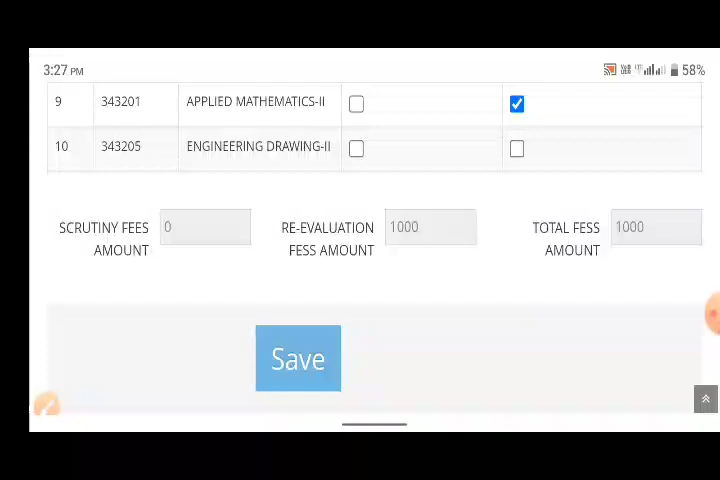 3:27 PM
58%
9 343201 APPLIED MATHEMATICS-II
10 343205 ENGINEERING DRAWING-II
SCRUTINY FEES AMOUNT 0
RE-EVALUATION FESS AMOUNT 1000
TOTAL FESS AMOUNT 1000
Save